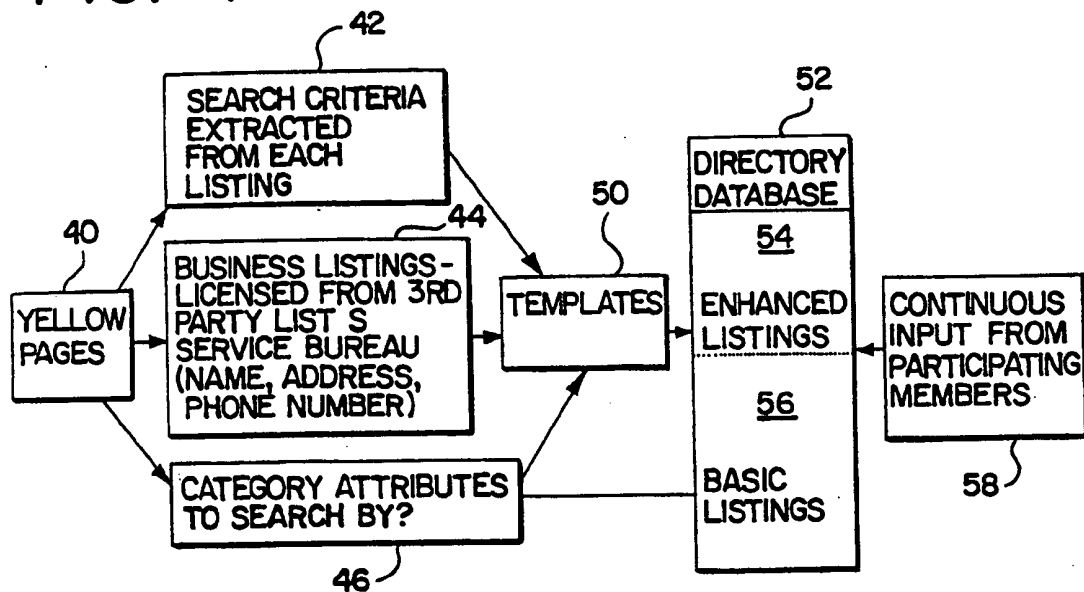 42
SEARCH CRITERIA
EXTRACTED
FROM EACH
LISTING
40
YELLOW
PAGES
44
BUSINESS LISTINGS-
LICENSED FROM 3RD
PARTY LIST S
SERVICE BUREAU
(NAME, ADDRESS,
PHONE NUMBER)
CATEGORY ATTRIBUTES
TO SEARCH BY?
46
50
TEMPLATES
52
DIRECTORY
DATABASE
54
ENHANCED
LISTINGS
56
BASIC
LISTINGS
CONTINUOUS
INPUT FROM
PARTICIPATING
MEMBERS
58